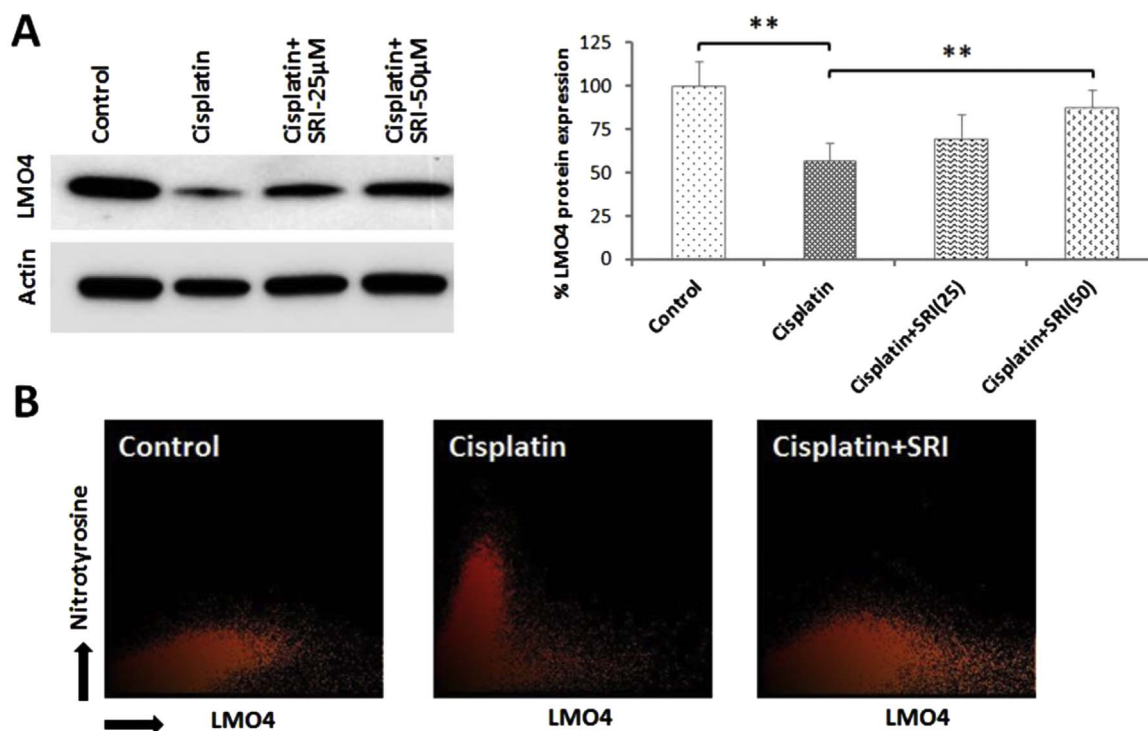 A
Control
Cisplatin
Cisplatin+
SRI-25μM
Cisplatin+
SRI-50μM
LMO4
Actin
% LMO4 protein expression
125
100
75
50
25
0
**
**
Control
Cisplatin
Cisplatin+SRI(25)
Cisplatin+SRI(50)
B
Nitrotyrosine
Control
Cisplatin
Cisplatin+SRI
LMO4
LMO4
LMO4